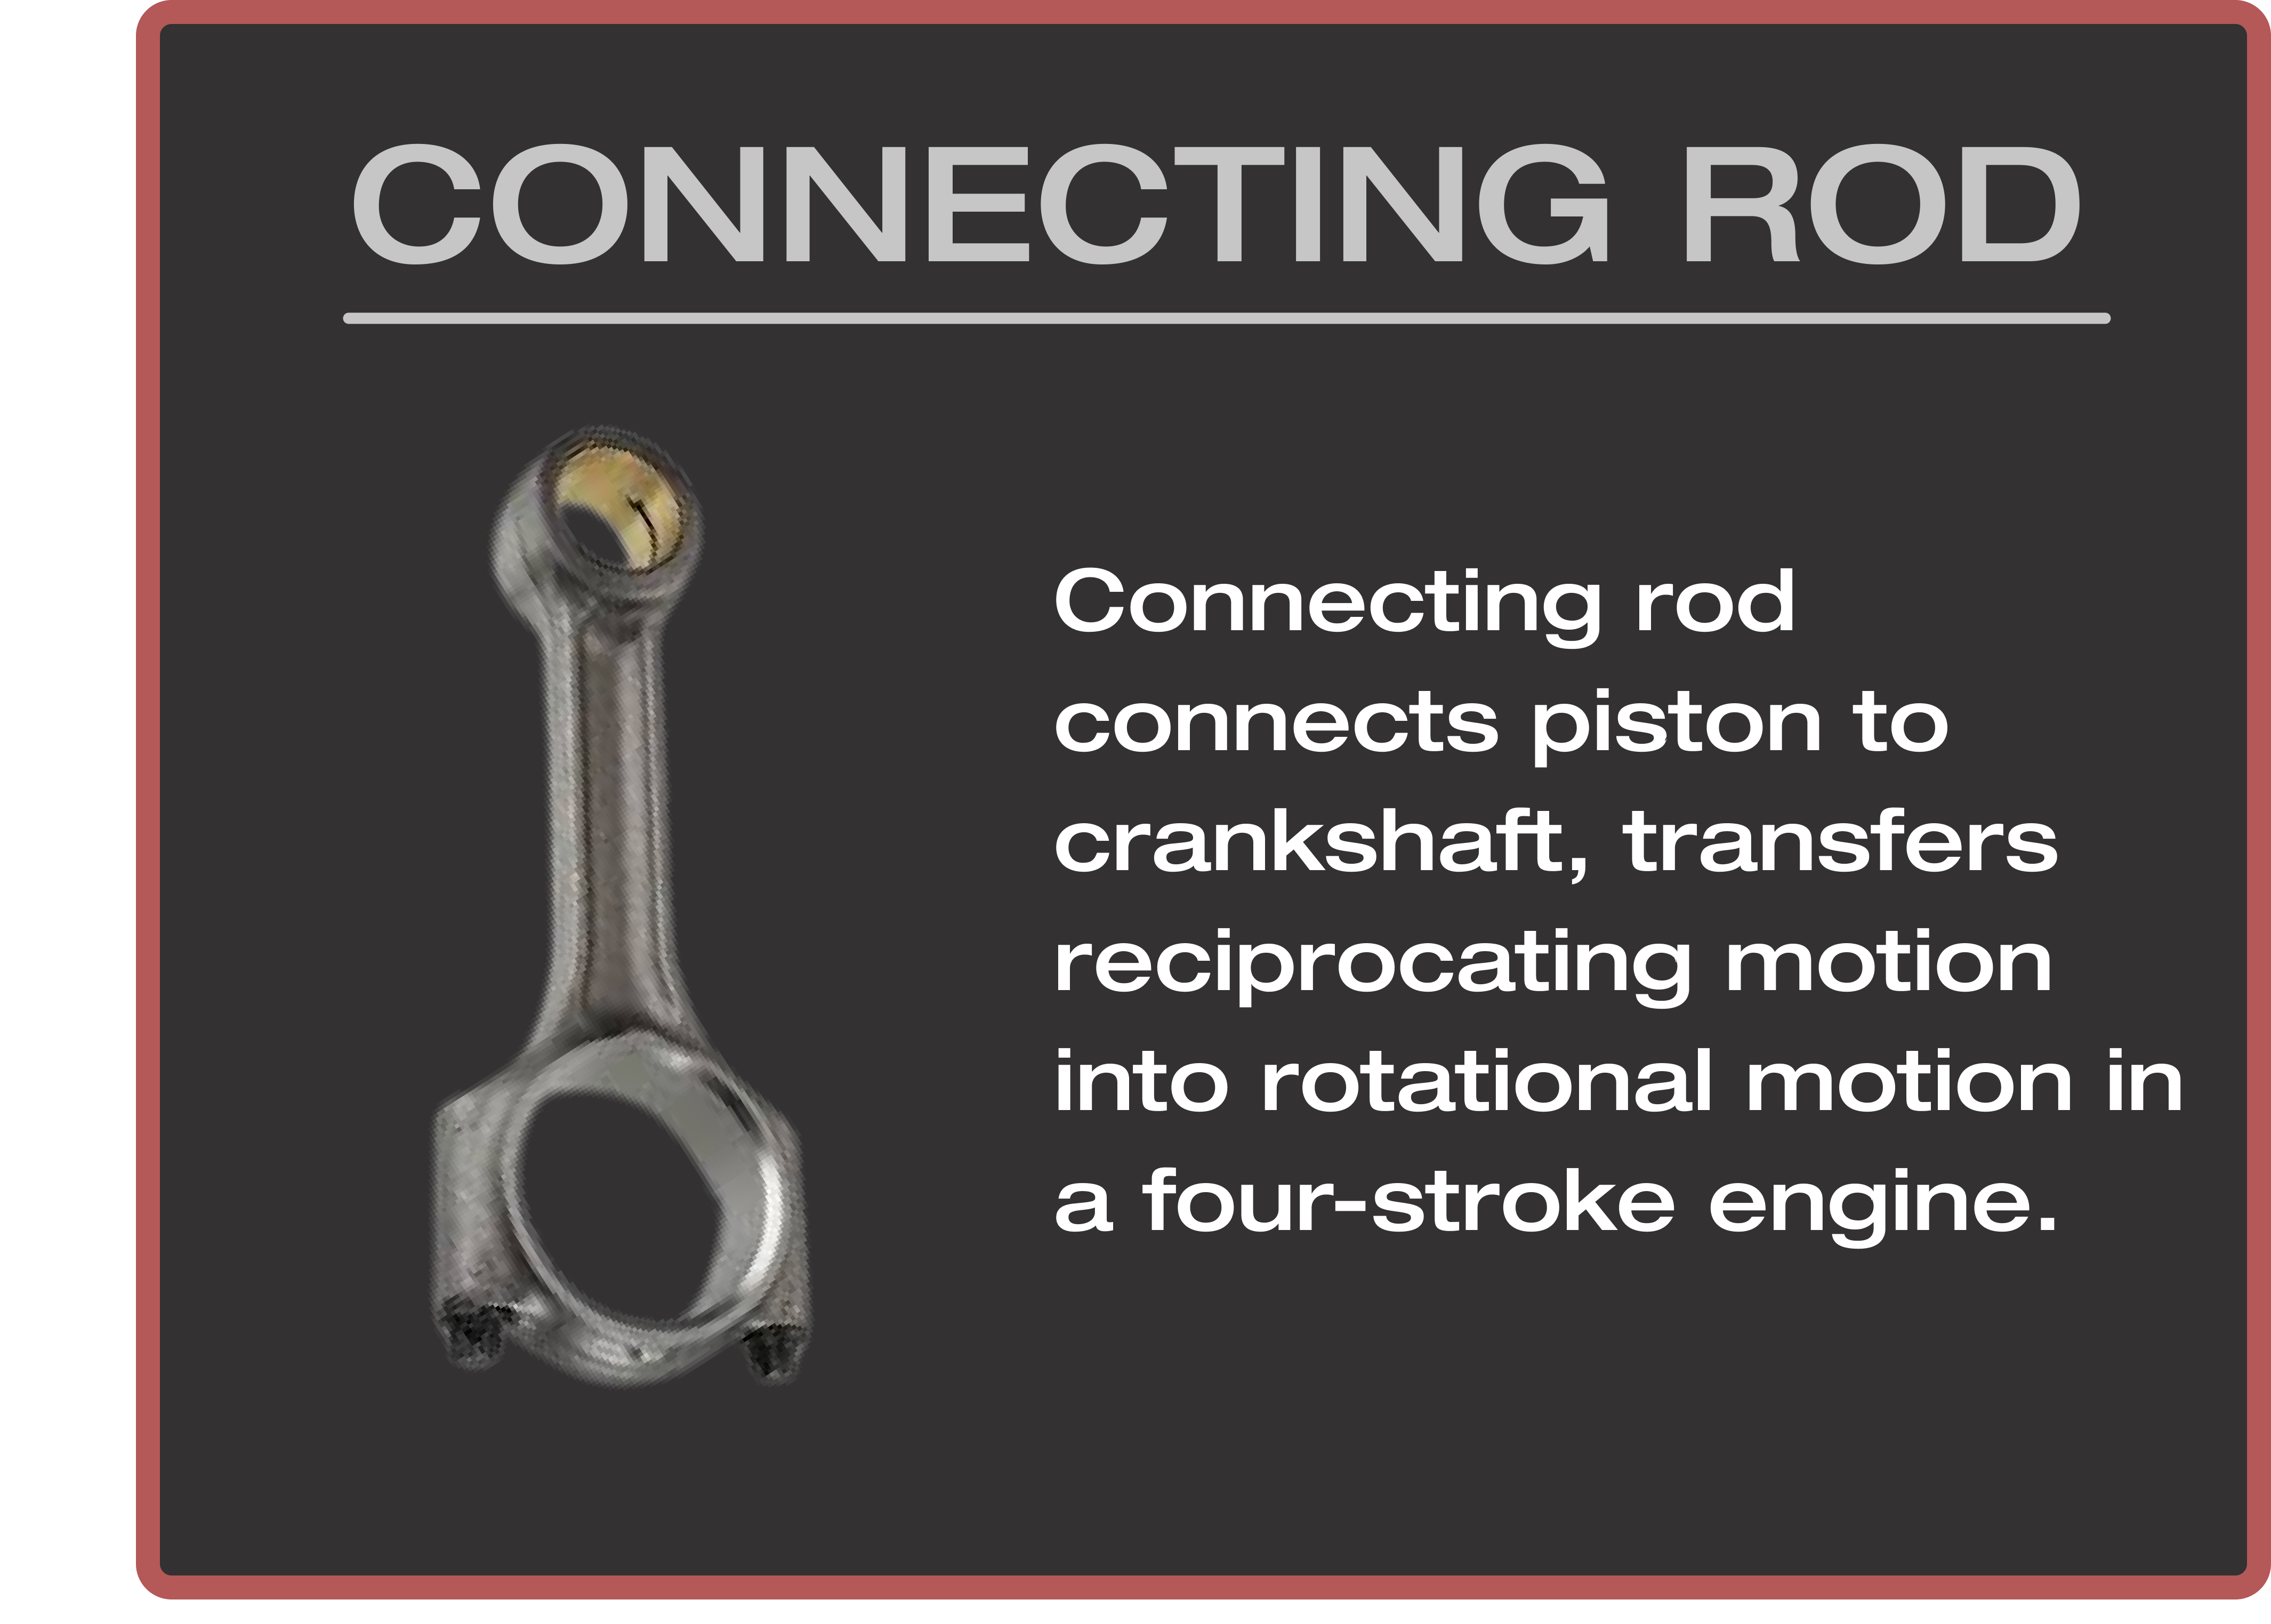 CONNECTING ROD
Connecting rod
connects piston to
crankshaft, transfers
reciprocating motion
into rotational motion in
a four-stroke engine.